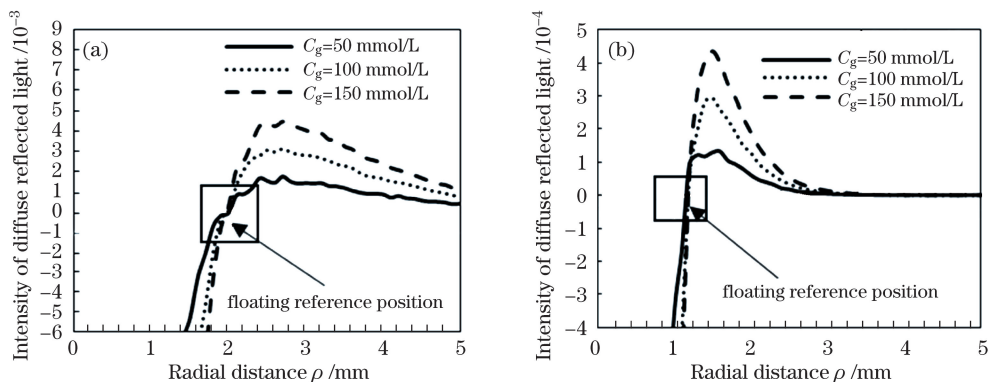 Intensity of diffuse reflected light /10⁻³
9
8
7
6
5
4
3
2
1
0
−1
−2
−3
−4
−5
−6
(a)
Cg=50 mmol/L
Cg=100 mmol/L
Cg=150 mmol/L
floating reference position
0 1 2 3 4 5
Radial distance ρ /mm
Intensity of diffuse reflected light /10⁻⁴
5
4
3
2
1
0
−1
−2
−3
−4
(b)
Cg=50 mmol/L
Cg=100 mmol/L
Cg=150 mmol/L
floating reference position
0 1 2 3 4 5
Radial distance ρ /mm